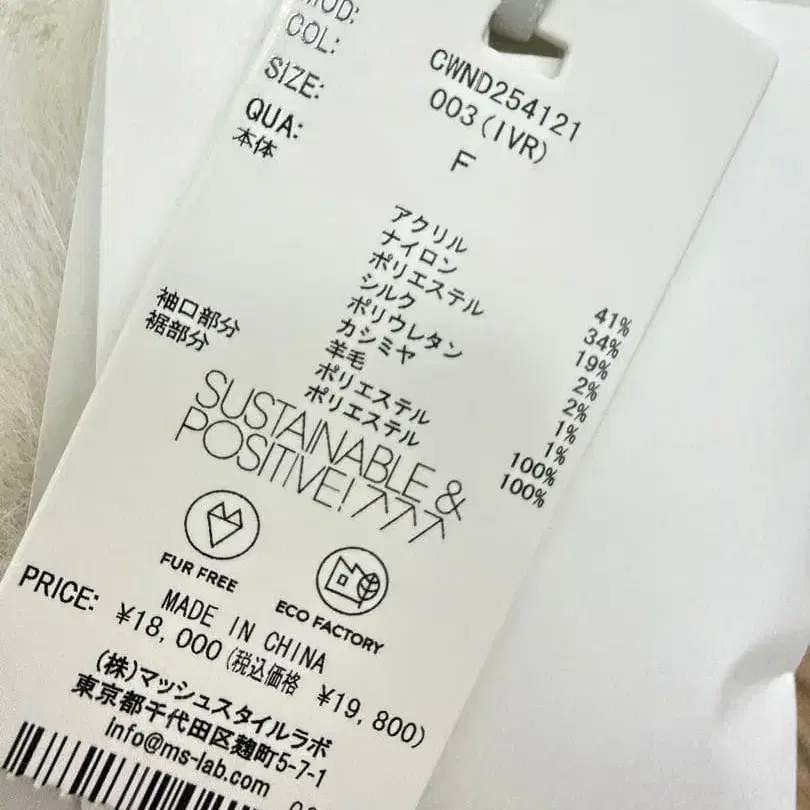 MOD: CWND254121
COL: 003(IVR)
SIZE: F
QUA:
本体 アクリル 41%
ナイロン 34%
ポリエステル 19%
シルク 2%
ポリウレタン 2%
カシミヤ 1%
羊毛 1%
袖口部分 ポリエステル 100%
裾部分 ポリエステル 100%
SUSTAINABLE &
POSITIVE!
FUR FREE
ECO FACTORY
MADE IN CHINA
PRICE: ¥18,000(税込価格 ¥19,800)
(株)マッシュスタイルラボ
東京都千代田区麹町5-7-1
info@ms-lab.com